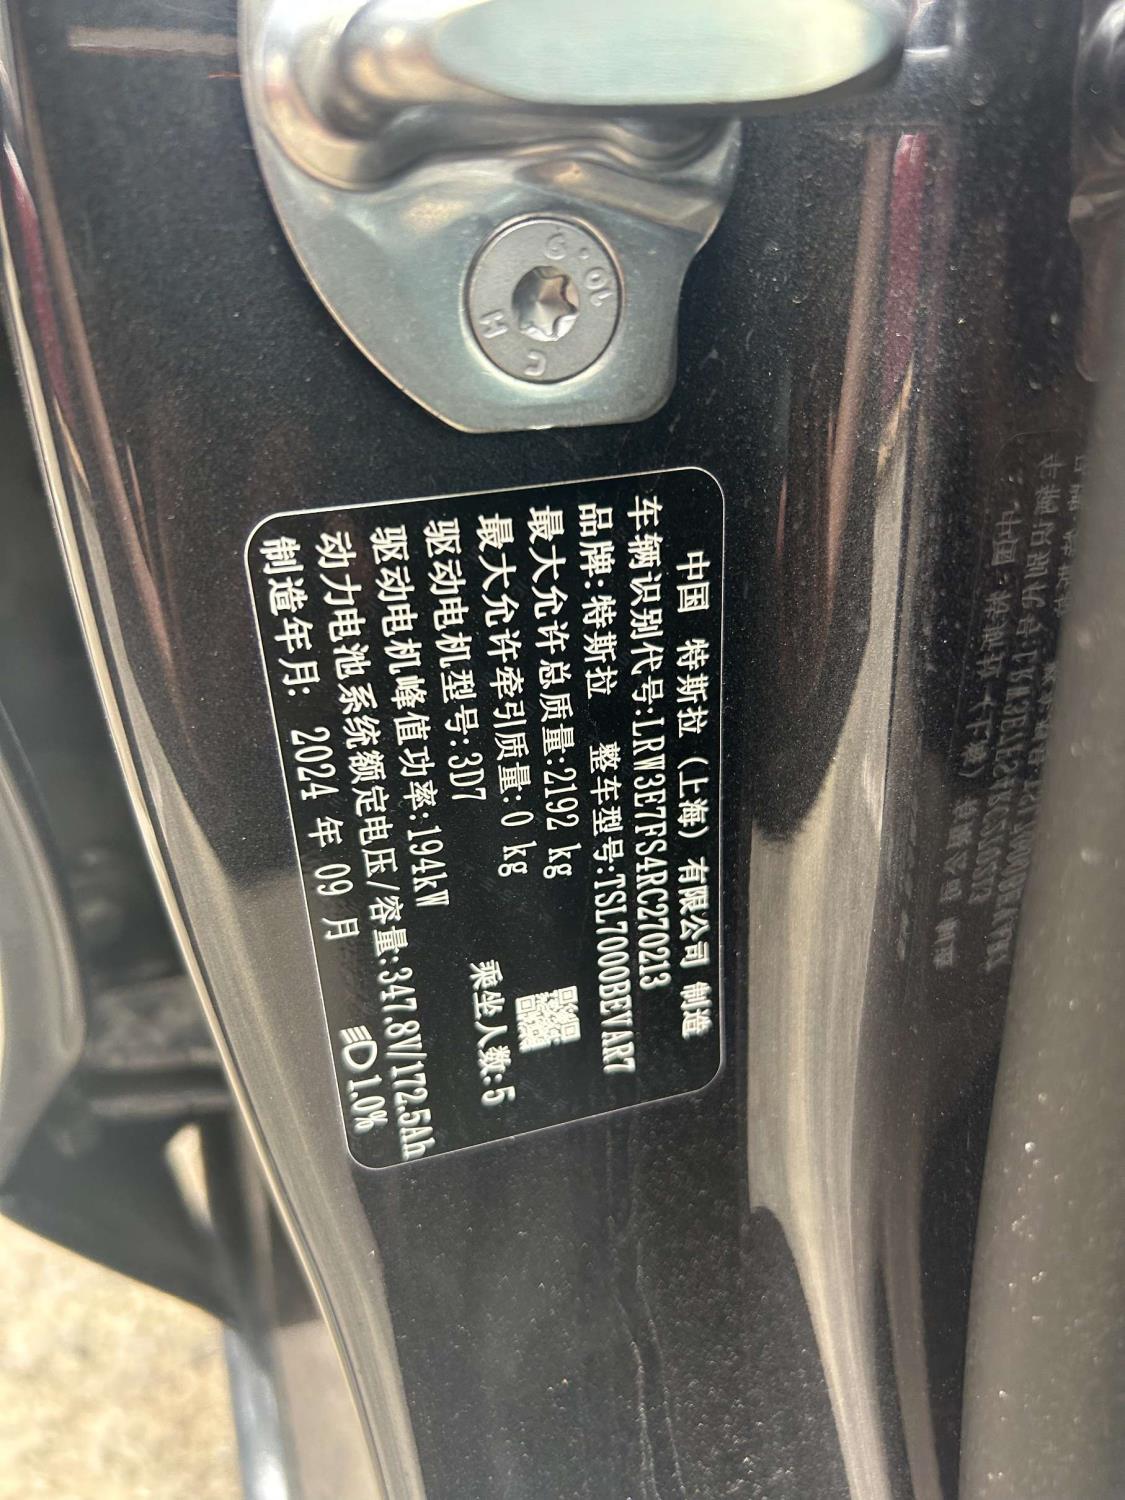 中国 特斯拉（上海）有限公司 制造
车辆识别代号:LRW3E7FS4RC270213
品牌:特斯拉 整车型号:TSL7000BEVAR7
最大允许总质量:2192 kg
最大允许牵引质量:0 kg 乘坐人数:5
驱动电机型号:3D7
驱动电机峰值功率:194kW
动力电池系统额定电压/容量:347.8V/172.5Ah
制造年月: 2024 年 09 月 1.0%
10.9